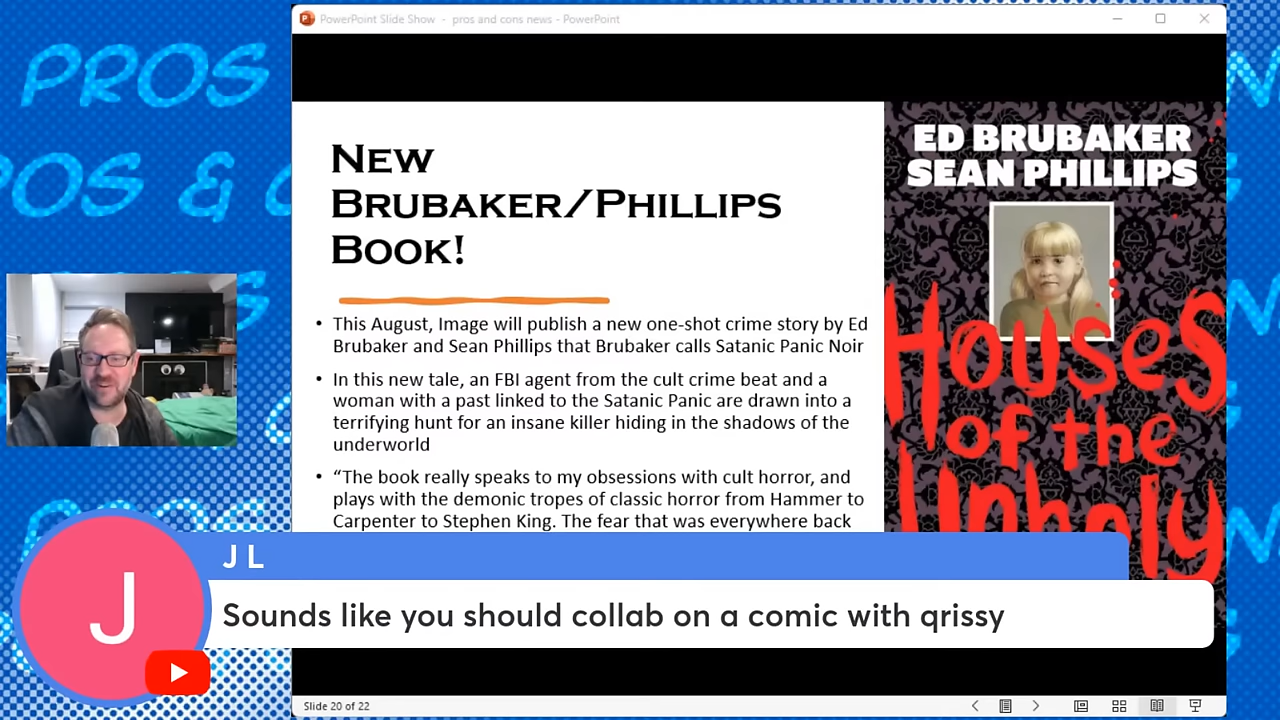 PowerPoint Slide Show - pros and cons news - PowerPoint
PROS
POS & C
NEW
BRUBAKER/PHILLIPS
BOOK!
• This August, Image will publish a new one-shot crime story by Ed
Brubaker and Sean Phillips that Brubaker calls Satanic Panic Noir
• In this new tale, an FBI agent from the cult crime beat and a
woman with a past linked to the Satanic Panic are drawn into a
terrifying hunt for an insane killer hiding in the shadows of the
underworld
• “The book really speaks to my obsessions with cult horror, and
plays with the demonic tropes of classic horror from Hammer to
Carpenter to Stephen King. The fear that was everywhere back
ED BRUBAKER
SEAN PHILLIPS
Houses
of the
Unholy
J L
J
Sounds like you should collab on a comic with qrissy
Slide 20 of 22